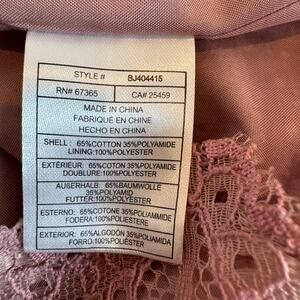 STYLE # BJ404415
RN# 67365 CA# 25459
MADE IN CHINA
FABRIQUE EN CHINE
HECHO EN CHINA
SHELL : 65%COTTON 35%POLYAMIDE
LINING:100%POLYESTER
EXTÉRIEUR: 65%COTON 35%POLYAMIDE
DOUBLURE:100%POLYESTER
AUßERHALB: 65%BAUMWOLLE
35%POLYAMID
FUTTER:100%POLYESTER
ESTERNO: 65%COTONE 35%POLIAMMIDE
FODERA:100%POLIESTERE
EXTERIOR: 65%ALGODÓN 35%POLIAMIDA
FORRO:100%POLIÉSTER